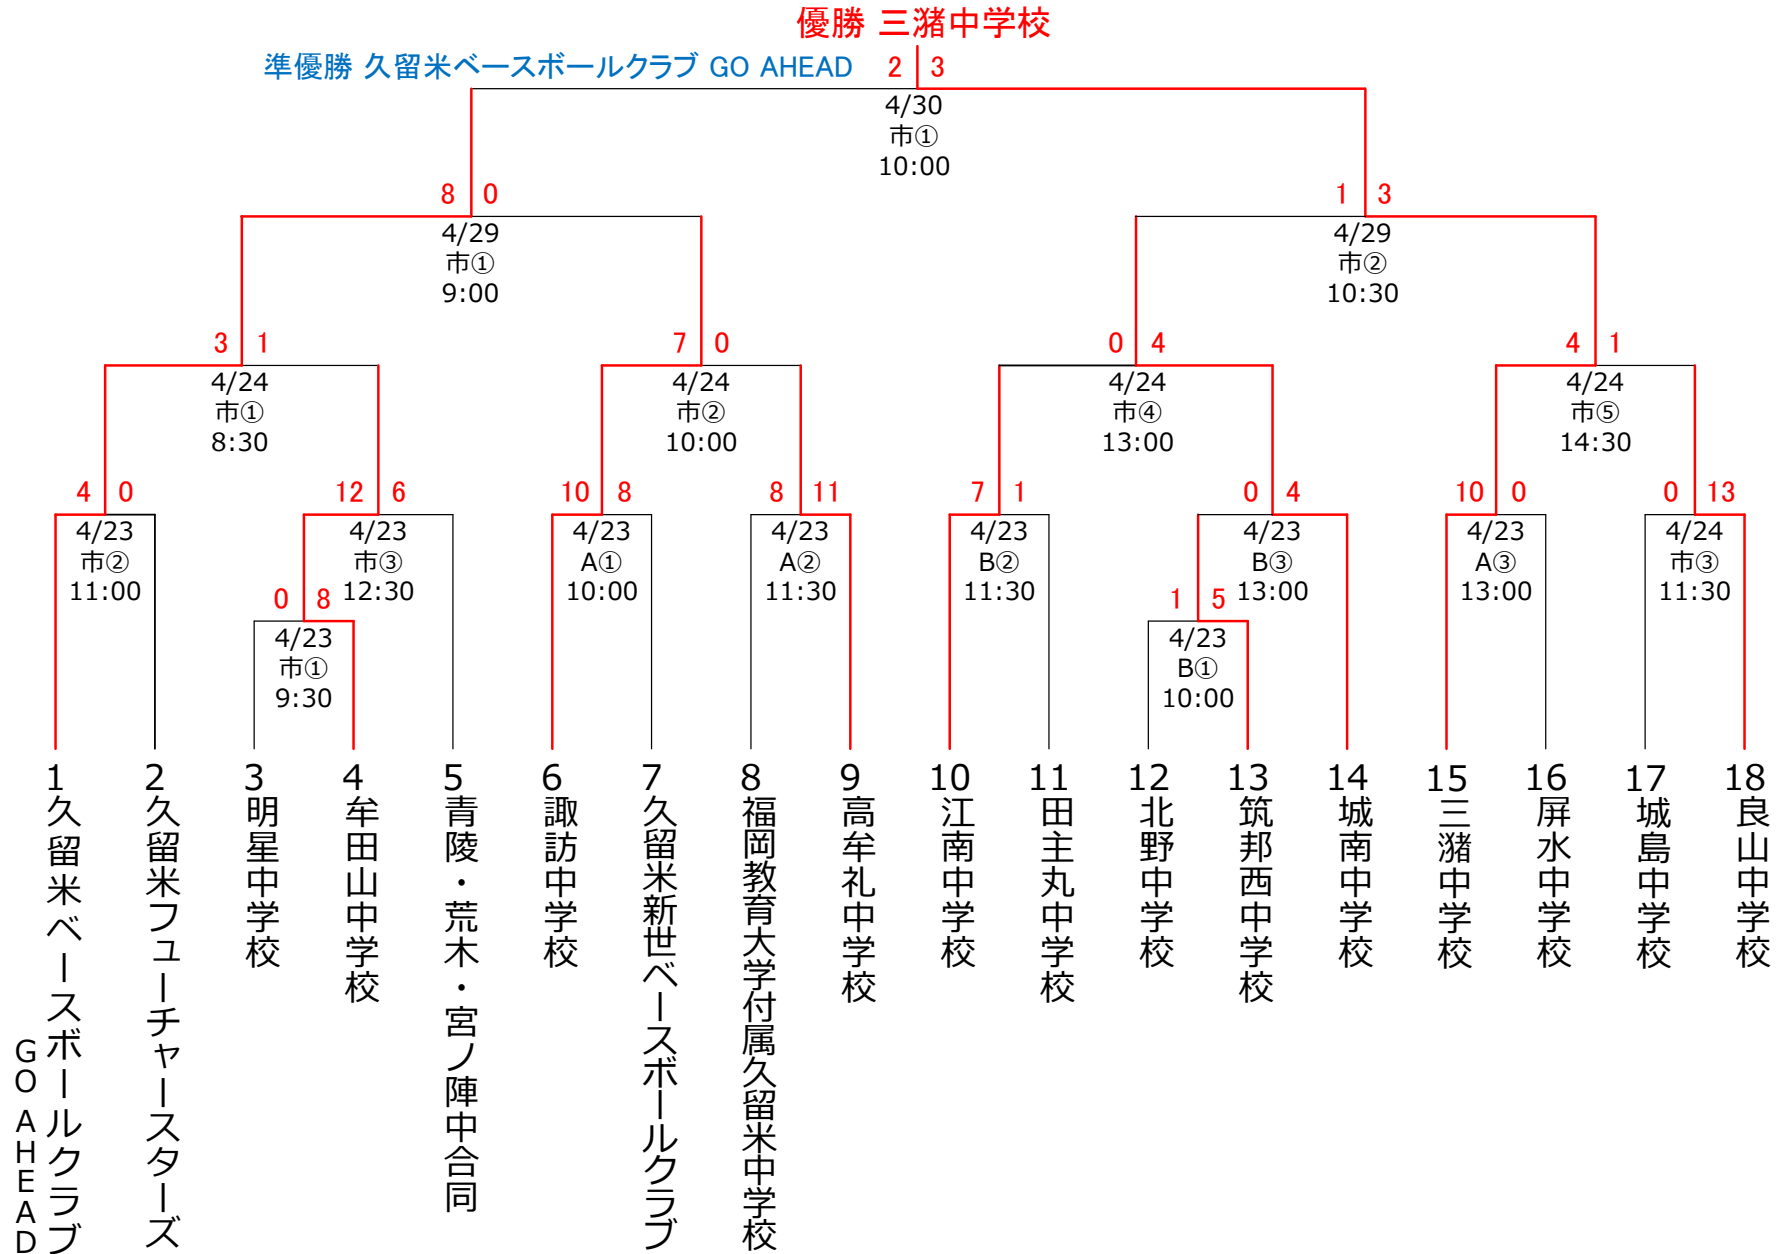 優勝 三潴中学校
準優勝 久留米ベースボールクラブ GO AHEAD
2 3
4/30
市①
10:00
8 0
4/29
市①
9:00
1 3
4/29
市②
10:30
3 1
4/24
市①
8:30
7 0
4/24
市②
10:00
0 4
4/24
市④
13:00
4 1
4/24
市⑤
14:30
4 0
4/23
市②
11:00
12 6
4/23
市③
12:30
10 8
4/23
A①
10:00
8 11
4/23
A②
11:30
7 1
4/23
B②
11:30
0 4
4/23
B③
13:00
10 0
4/23
A③
13:00
0 13
4/24
市③
11:30
0 8
4/23
市①
9:30
1 5
4/23
B①
10:00
1
久留米ベースボールクラブ
GO AHEAD
2
久留米フューチャースターズ
3
明星中学校
4
牟田山中学校
5
青陵・荒木・宮ノ陣中合同
6
諏訪中学校
7
久留米新世ベースボールクラブ
8
福岡教育大学付属久留米中学校
9
高牟礼中学校
10
江南中学校
11
田主丸中学校
12
北野中学校
13
筑邦西中学校
14
城南中学校
15
三潴中学校
16
屏水中学校
17
城島中学校
18
良山中学校